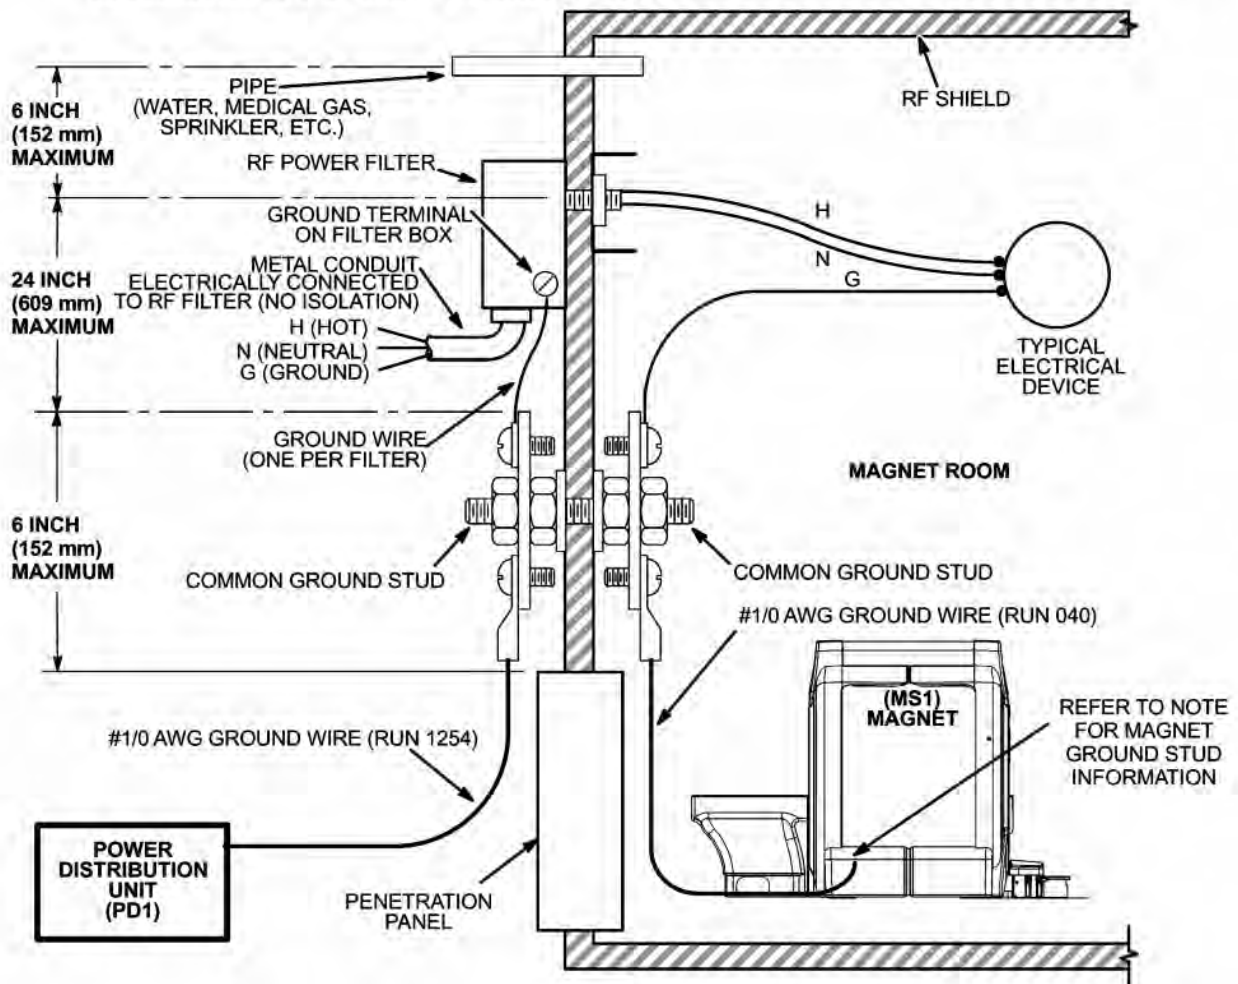 PIPE
(WATER, MEDICAL GAS,
SPRINKLER, ETC.)
RF SHIELD
6 INCH
(152 mm)
MAXIMUM
RF POWER FILTER
GROUND TERMINAL
ON FILTER BOX
METAL CONDUIT
ELECTRICALLY CONNECTED
TO RF FILTER (NO ISOLATION)
24 INCH
(609 mm)
MAXIMUM
H (HOT)
N (NEUTRAL)
G (GROUND)
H
N
G
TYPICAL
ELECTRICAL
DEVICE
GROUND WIRE
(ONE PER FILTER)
MAGNET ROOM
6 INCH
(152 mm)
MAXIMUM
COMMON GROUND STUD
COMMON GROUND STUD
#1/0 AWG GROUND WIRE (RUN 040)
(MS1)
MAGNET
REFER TO NOTE
FOR MAGNET
GROUND STUD
INFORMATION
#1/0 AWG GROUND WIRE (RUN 1254)
POWER
DISTRIBUTION
UNIT
(PD1)
PENETRATION
PANEL